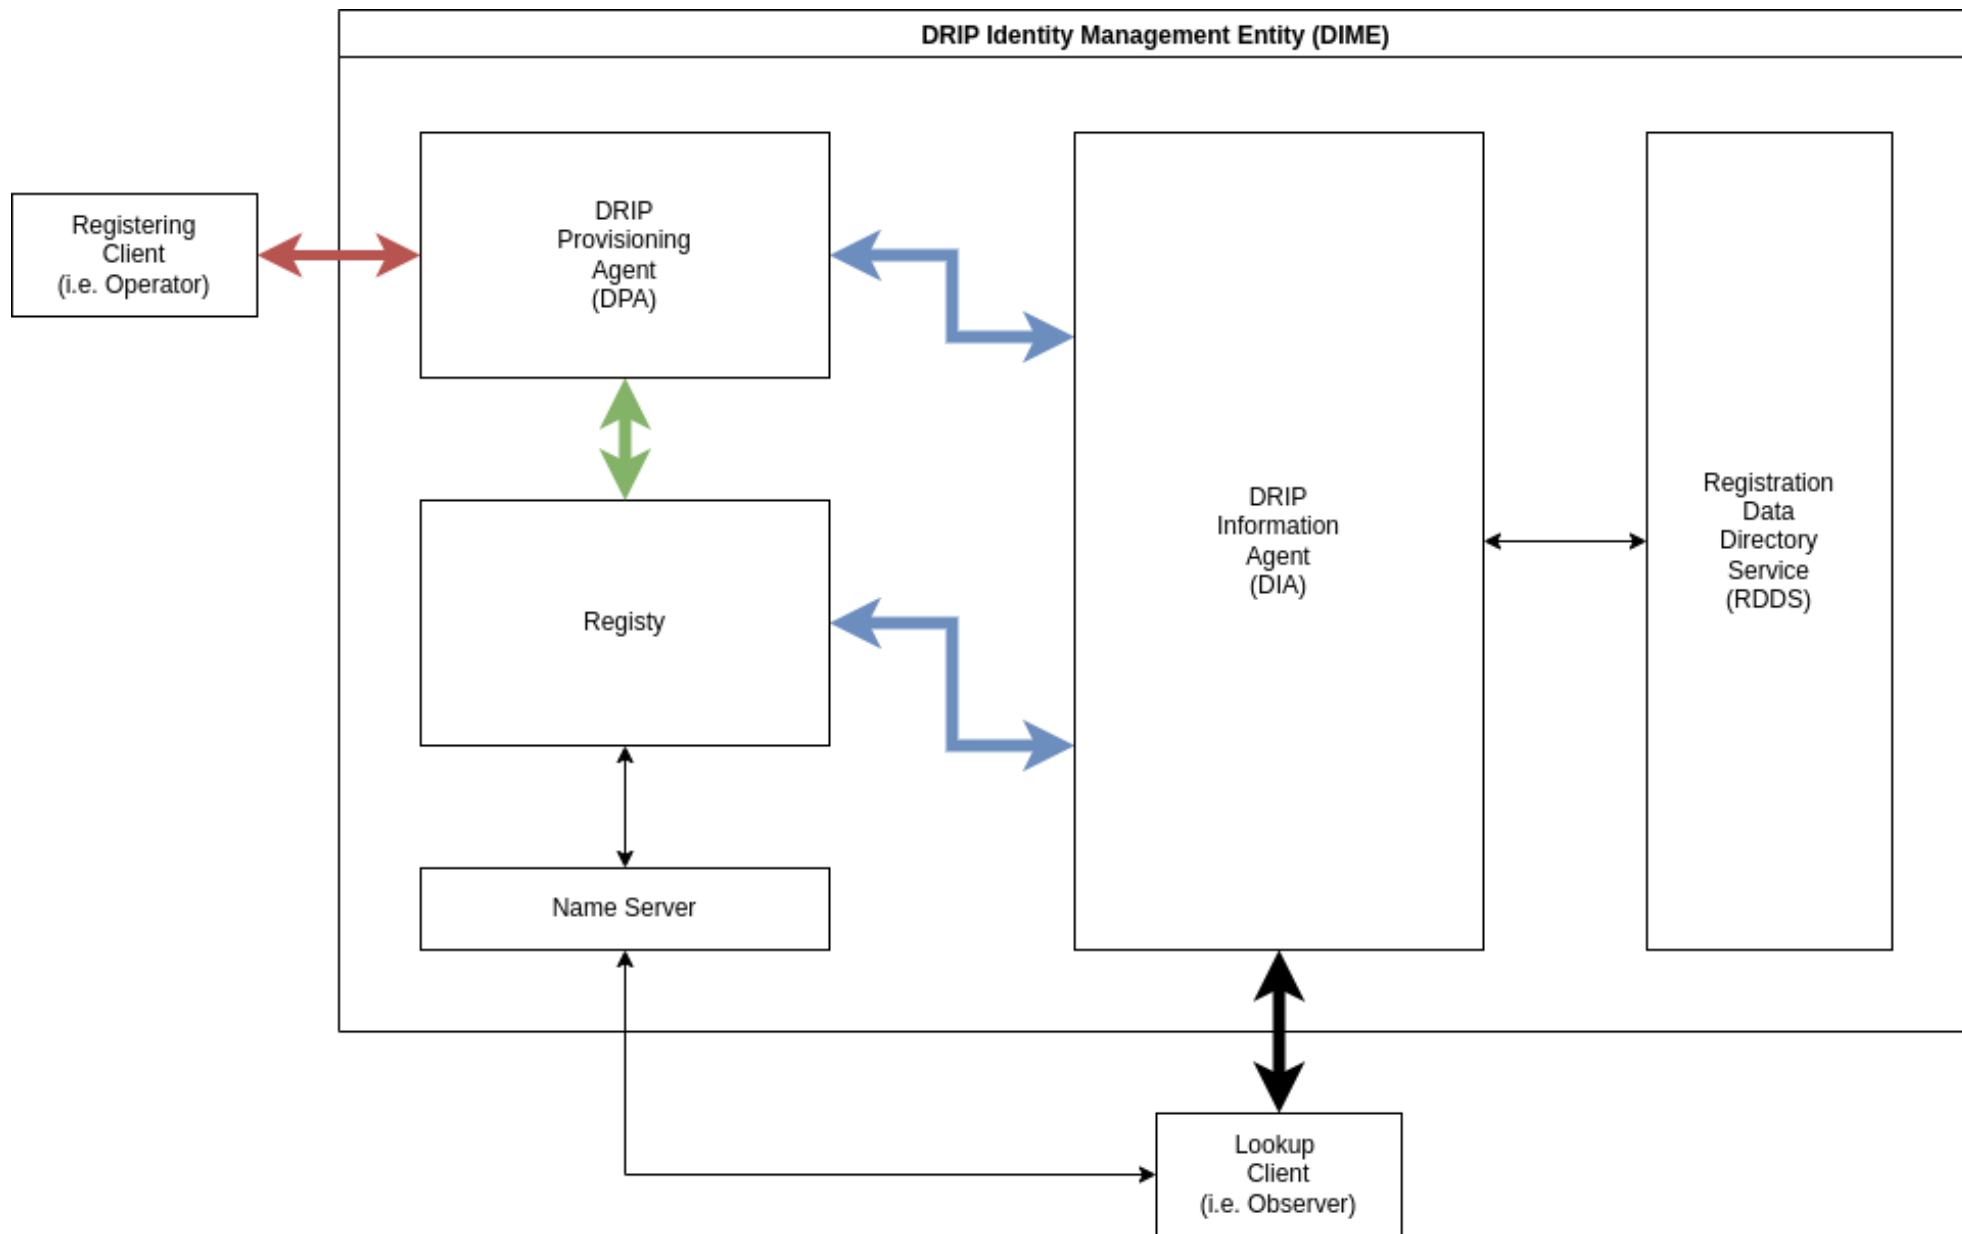 DRIP Identity Management Entity (DIME)
Registering
Client
(i.e. Operator)
DRIP
Provisioning
Agent
(DPA)
Registy
Name Server
DRIP
Information
Agent
(DIA)
Registration
Data
Directory
Service
(RDDS)
Lookup
Client
(i.e. Observer)